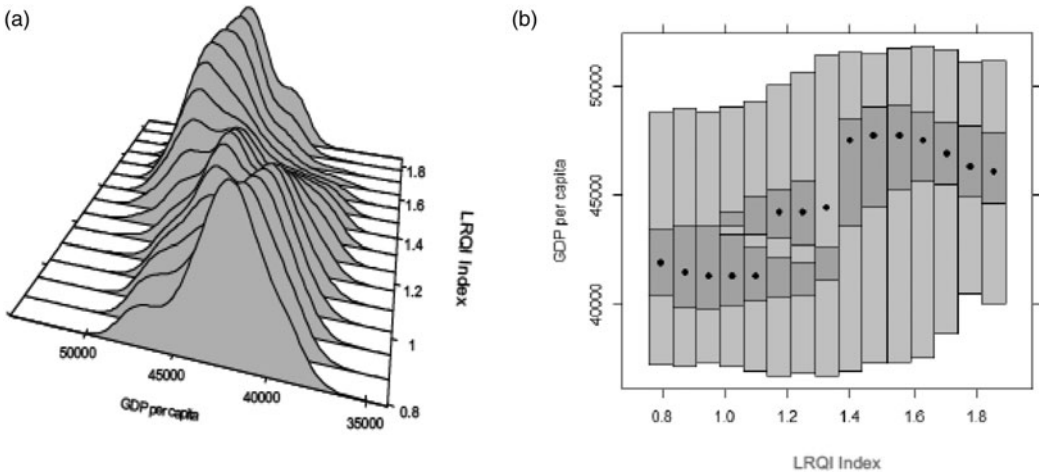 (a)
1.8
1.6
1.4
1.2
1
0.8
LRQI Index
50000
45000
40000
35000
GDP per capita
(b)
50000
45000
40000
GDP per capita
0.8 1.0 1.2 1.4 1.6 1.8
LRQI Index